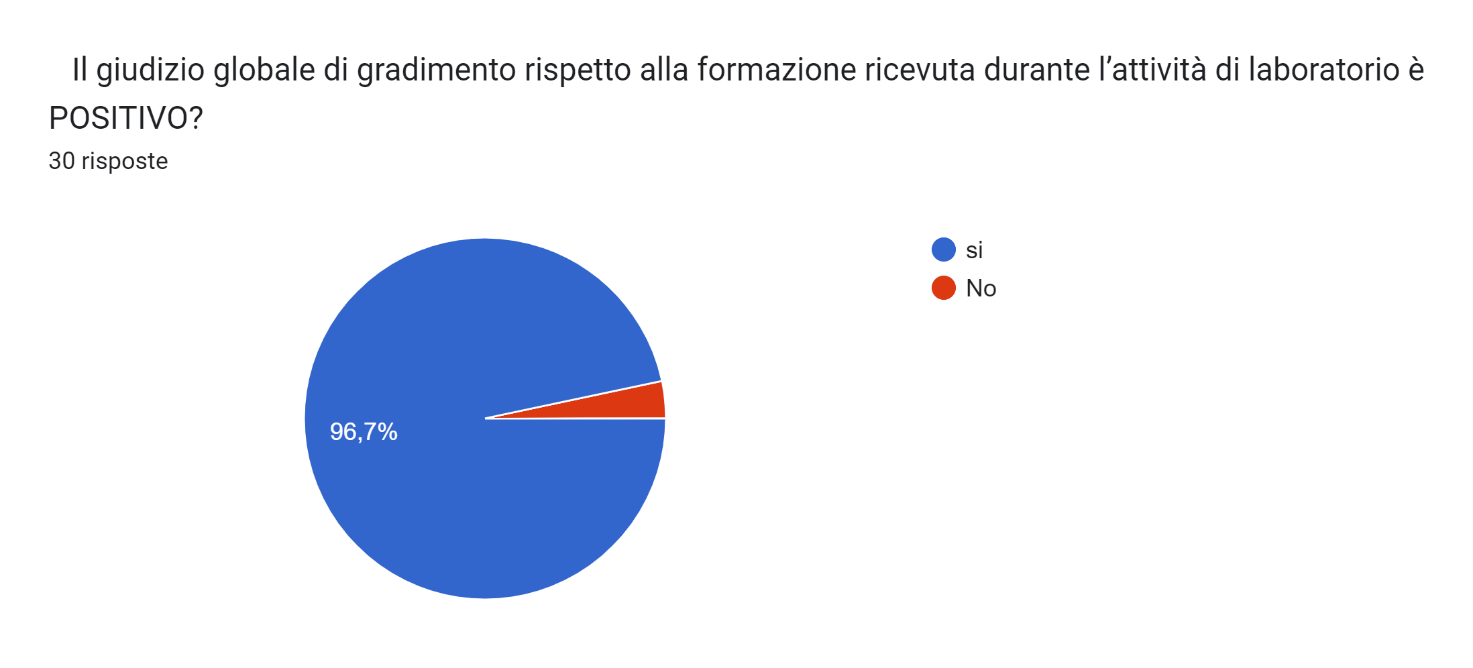 Il giudizio globale di gradimento rispetto alla formazione ricevuta durante l’attività di laboratorio è
POSITIVO?
30 risposte
si
No
96,7%